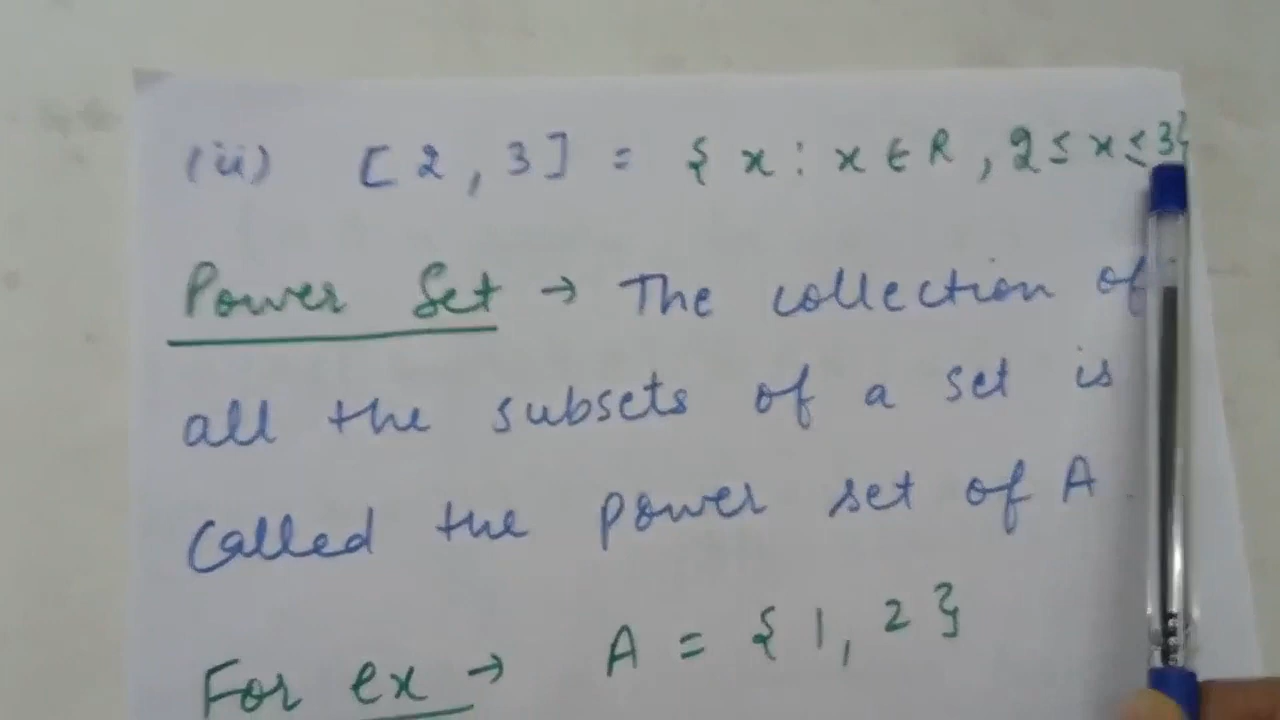 (ii) [2, 3] = {x : x ∈ R, 2 ≤ x ≤ 3}
Power Set → The collection of
all the subsets of a set is
called the power set of A.
For ex → A = {1, 2}